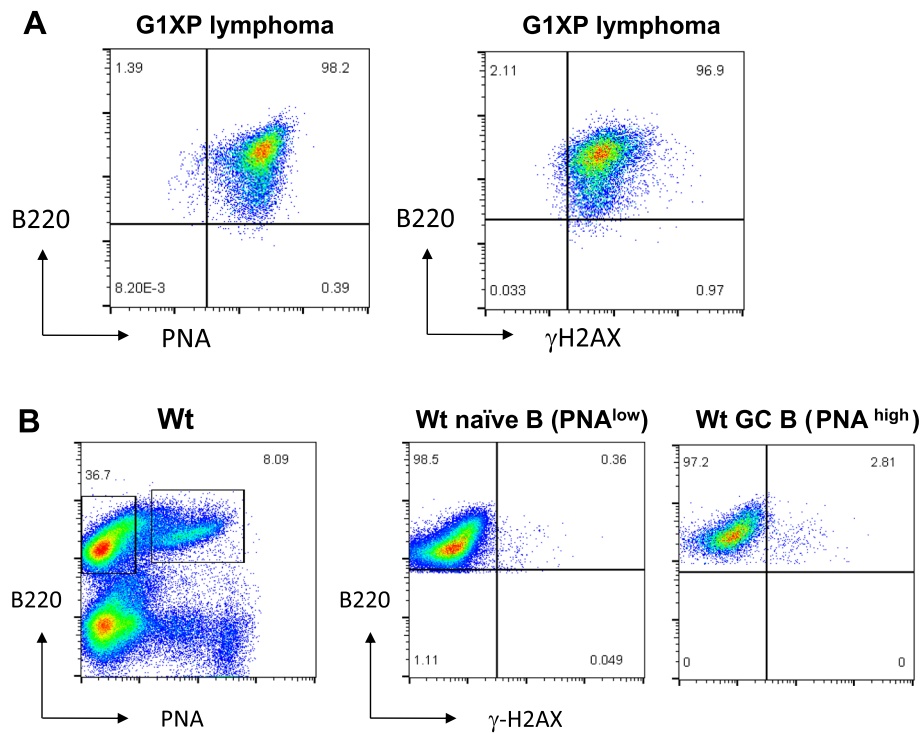 A
G1XP lymphoma
G1XP lymphoma
1.39
98.2
2.11
96.9
B220
B220
8.20E-3
0.39
0.033
0.97
PNA
γH2AX
B
Wt
Wt naïve B (PNAlow)
Wt GC B (PNA high)
36.7
8.09
98.5
0.36
97.2
2.81
B220
B220
1.11
0.049
0
0
PNA
γ-H2AX